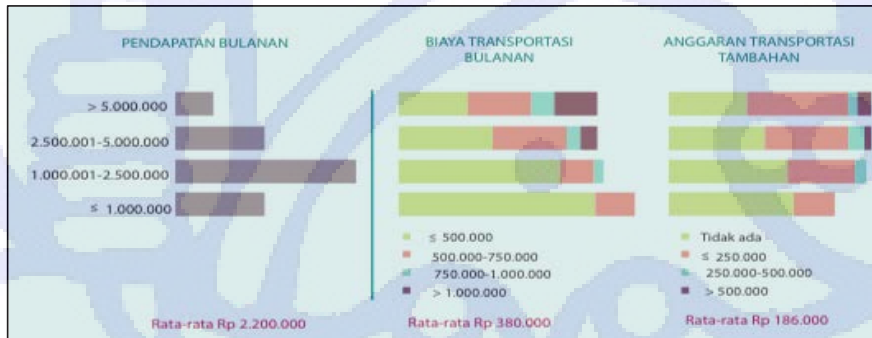 PENDAPATAN BULANAN
> 5.000.000
2.500.001-5.000.000
1.000.001-2.500.000
≤ 1.000.000
Rata-rata Rp 2.200.000
BIAYA TRANSPORTASI
BULANAN
≤ 500.000
500.000-750.000
750.000-1.000.000
> 1.000.000
Rata-rata Rp 380.000
ANGGARAN TRANSPORTASI
TAMBAHAN
Tidak ada
≤ 250.000
250.000-500.000
> 500.000
Rata-rata Rp 186.000